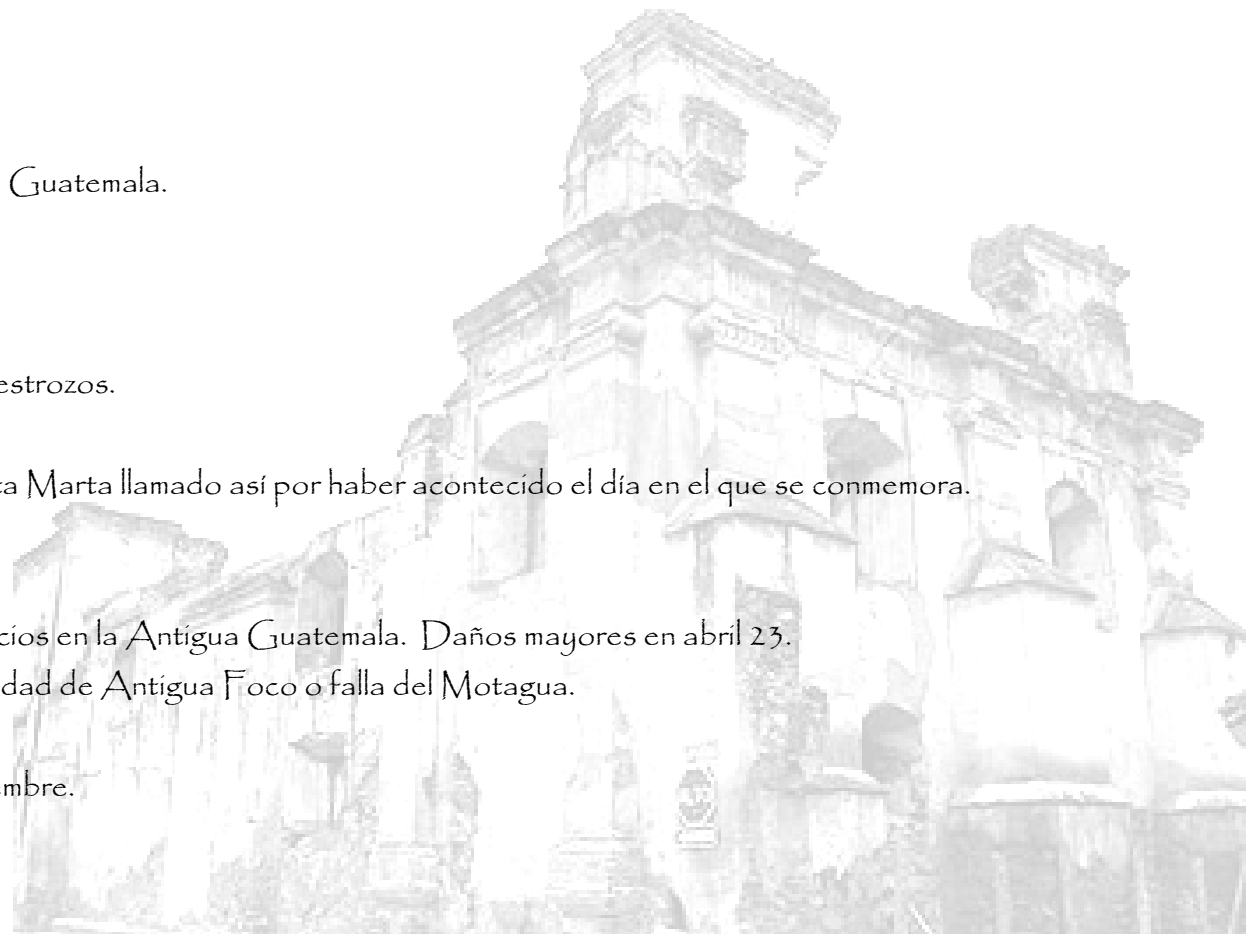 Guatemala.
estrozos.
ta Marta llamado así por haber acontecido el día en el que se conmemora.
cios en la Antigua Guatemala. Daños mayores en abril 23.
dad de Antigua Foco o falla del Motagua.
embre.